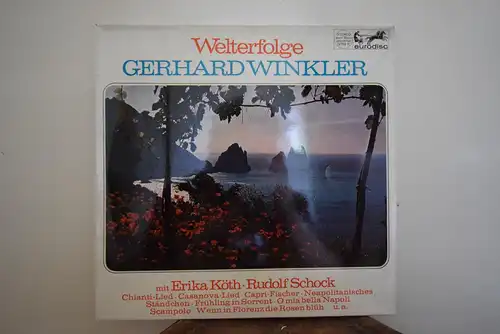 Welterfolge
GERHARD WINKLER
eurodisc
mit Erika Köth · Rudolf Schock
Chianti-Lied · Casanova-Lied · Capri-Fischer · Neapolitanisches
Ständchen · Frühling in Sorrent · O mia bella Napoli
Scampolo · Wenn in Florenz die Rosen blüh'n u. a.